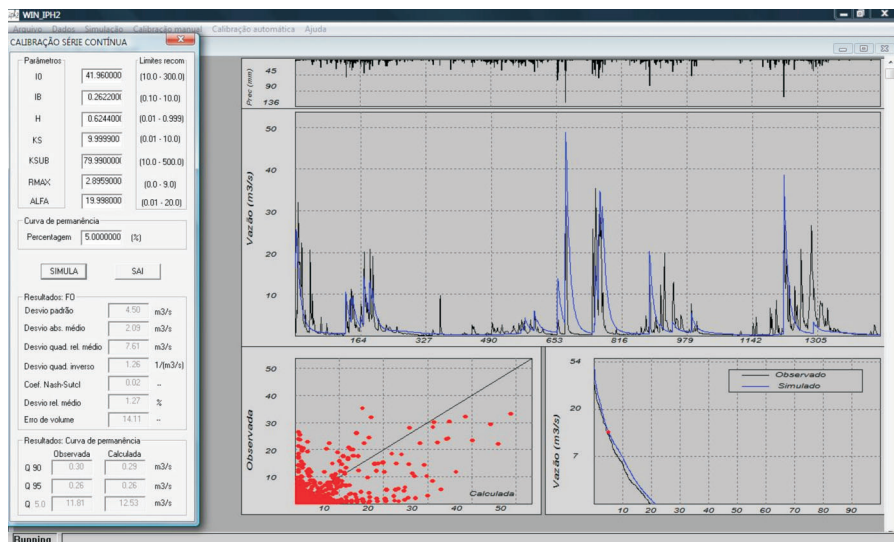 WIN_IPH2
Arquivo Dados Simulação Calibração manual Calibração automática Ajuda
CALIBRAÇÃO SÉRIE CONTÍNUA
Parâmetros Limites recom
I0 41.960000 (10.0 - 300.0)
IB 0.2622000 (0.10 - 10.0)
H 0.6244000 (0.01 - 0.999)
KS 9.999900 (0.01 - 10.0)
KSUB 79.990000 (10.0 - 500.0)
RMAX 2.8959000 (0.0 - 9.0)
ALFA 19.998000 (0.01 - 20.0)
Curva de permanência
Percentagem 5.0000000 (%)
SIMULA SAI
Resultados: FO
Desvio padrão 4.50 m3/s
Desvio abs. médio 2.09 m3/s
Desvio quad. rel. médio 7.61 m3/s
Desvio quad. inverso 1.26 1/(m3/s)
Coef. Nash-Sutcl 0.02 --
Desvio rel. médio 1.27 %
Erro de volume 14.11 --
Resultados: Curva de permanência
Observada Calculada
Q 90 0.30 0.29 m3/s
Q 95 0.26 0.26 m3/s
Q 5.0 11.81 12.53 m3/s
Running
Prec (mm)
45
90
136
Vazão (m3/s)
50
40
30
20
10
164 327 490 653 816 979 1142 1305
Observada
50
40
30
20
10
Calculada
10 20 30 40 50
Vazão (m3/s)
54
20
7
Observado
Simulado
10 20 30 40 50 60 70 80 90